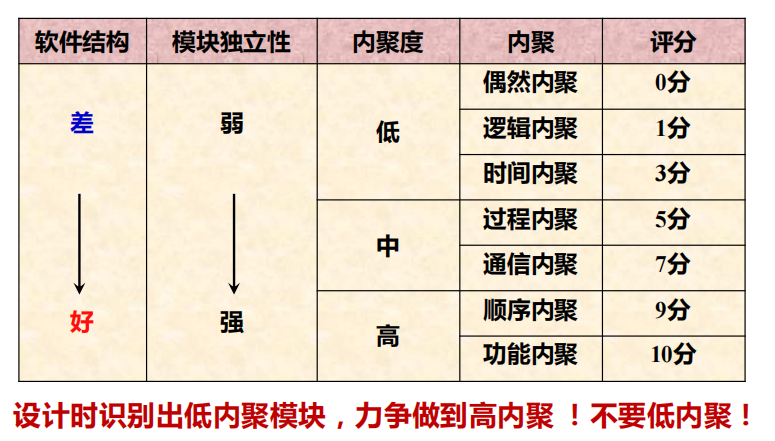 软件结构 模块独立性 内聚度 内聚 评分
偶然内聚 0分
差 弱 低 逻辑内聚 1分
时间内聚 3分
中 过程内聚 5分
通信内聚 7分
好 强 高 顺序内聚 9分
功能内聚 10分
设计时识别出低内聚模块，力争做到高内聚 ！不要低内聚！